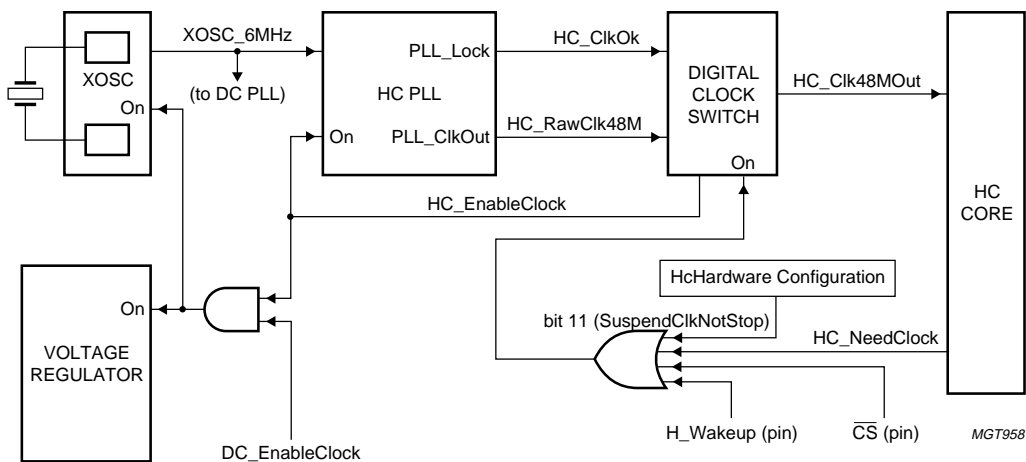 XOSC_6MHz
XOSC
(to DC PLL)
On
PLL_Lock
HC PLL
On
PLL_ClkOut
HC_ClkOk
HC_RawClk48M
DIGITAL
CLOCK
SWITCH
On
HC_Clk48MOut
HC
CORE
HC_EnableClock
HcHardware Configuration
bit 11 (SuspendClkNotStop)
HC_NeedClock
On
VOLTAGE
REGULATOR
DC_EnableClock
H_Wakeup (pin)
C̅S̅ (pin)
MGT958